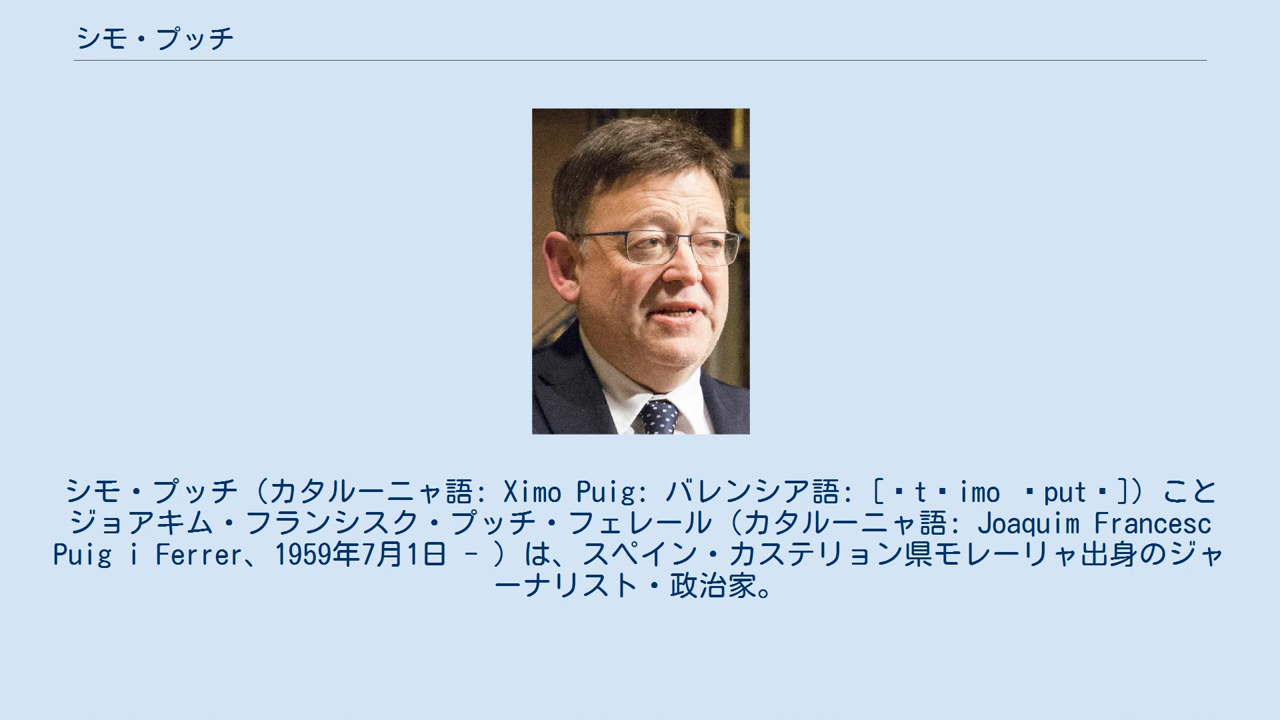 シモ・プッチ
シモ・プッチ（カタルーニャ語: Ximo Puig: バレンシア語: [・t・imo ・put・]）こと
ジョアキム・フランシスク・プッチ・フェレール（カタルーニャ語: Joaquim Francesc
Puig i Ferrer、1959年7月1日 - ）は、スペイン・カステリョン県モレーリャ出身のジャ
ーナリスト・政治家。